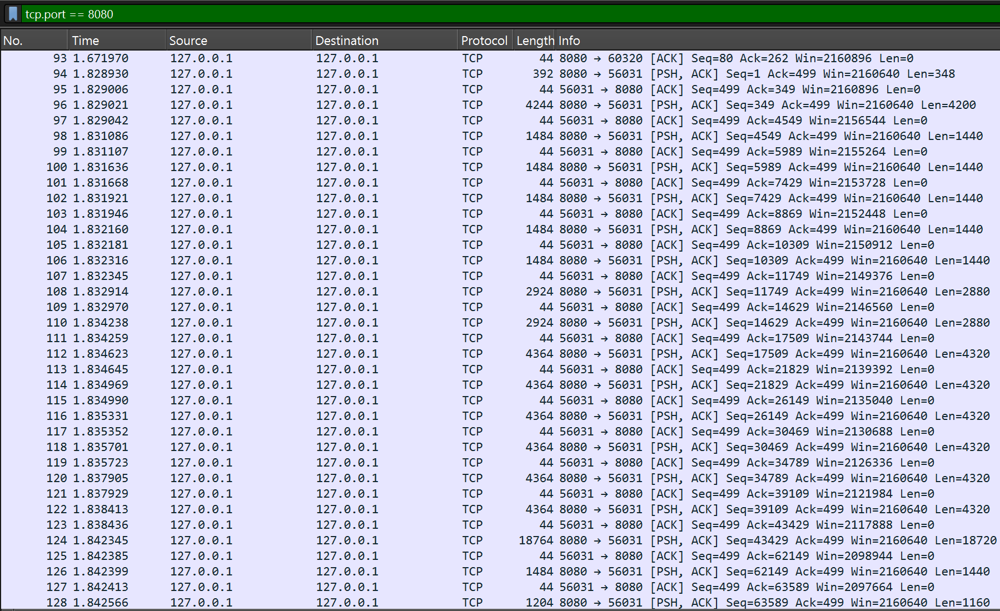 tcp.port == 8080
No. Time Source Destination Protocol Length Info
93 1.671970 127.0.0.1 127.0.0.1 TCP 44 8080 → 60320 [ACK] Seq=80 Ack=262 Win=2160896 Len=0
94 1.828930 127.0.0.1 127.0.0.1 TCP 392 8080 → 56031 [PSH, ACK] Seq=1 Ack=499 Win=2160640 Len=348
95 1.829006 127.0.0.1 127.0.0.1 TCP 44 56031 → 8080 [ACK] Seq=499 Ack=349 Win=2160896 Len=0
96 1.829021 127.0.0.1 127.0.0.1 TCP 4244 8080 → 56031 [PSH, ACK] Seq=349 Ack=499 Win=2160640 Len=4200
97 1.829042 127.0.0.1 127.0.0.1 TCP 44 56031 → 8080 [ACK] Seq=499 Ack=4549 Win=2156544 Len=0
98 1.831086 127.0.0.1 127.0.0.1 TCP 1484 8080 → 56031 [PSH, ACK] Seq=4549 Ack=499 Win=2160640 Len=1440
99 1.831107 127.0.0.1 127.0.0.1 TCP 44 56031 → 8080 [ACK] Seq=499 Ack=5989 Win=2155264 Len=0
100 1.831636 127.0.0.1 127.0.0.1 TCP 1484 8080 → 56031 [PSH, ACK] Seq=5989 Ack=499 Win=2160640 Len=1440
101 1.831668 127.0.0.1 127.0.0.1 TCP 44 56031 → 8080 [ACK] Seq=499 Ack=7429 Win=2153728 Len=0
102 1.831921 127.0.0.1 127.0.0.1 TCP 1484 8080 → 56031 [PSH, ACK] Seq=7429 Ack=499 Win=2160640 Len=1440
103 1.831946 127.0.0.1 127.0.0.1 TCP 44 56031 → 8080 [ACK] Seq=499 Ack=8869 Win=2152448 Len=0
104 1.832160 127.0.0.1 127.0.0.1 TCP 1484 8080 → 56031 [PSH, ACK] Seq=8869 Ack=499 Win=2160640 Len=1440
105 1.832181 127.0.0.1 127.0.0.1 TCP 44 56031 → 8080 [ACK] Seq=499 Ack=10309 Win=2150912 Len=0
106 1.832316 127.0.0.1 127.0.0.1 TCP 1484 8080 → 56031 [PSH, ACK] Seq=10309 Ack=499 Win=2160640 Len=1440
107 1.832345 127.0.0.1 127.0.0.1 TCP 44 56031 → 8080 [ACK] Seq=499 Ack=11749 Win=2149376 Len=0
108 1.832914 127.0.0.1 127.0.0.1 TCP 2924 8080 → 56031 [PSH, ACK] Seq=11749 Ack=499 Win=2160640 Len=2880
109 1.832970 127.0.0.1 127.0.0.1 TCP 44 56031 → 8080 [ACK] Seq=499 Ack=14629 Win=2146560 Len=0
110 1.834238 127.0.0.1 127.0.0.1 TCP 2924 8080 → 56031 [PSH, ACK] Seq=14629 Ack=499 Win=2160640 Len=2880
111 1.834259 127.0.0.1 127.0.0.1 TCP 44 56031 → 8080 [ACK] Seq=499 Ack=17509 Win=2143744 Len=0
112 1.834623 127.0.0.1 127.0.0.1 TCP 4364 8080 → 56031 [PSH, ACK] Seq=17509 Ack=499 Win=2160640 Len=4320
113 1.834645 127.0.0.1 127.0.0.1 TCP 44 56031 → 8080 [ACK] Seq=499 Ack=21829 Win=2139392 Len=0
114 1.834969 127.0.0.1 127.0.0.1 TCP 4364 8080 → 56031 [PSH, ACK] Seq=21829 Ack=499 Win=2160640 Len=4320
115 1.834990 127.0.0.1 127.0.0.1 TCP 44 56031 → 8080 [ACK] Seq=499 Ack=26149 Win=2135040 Len=0
116 1.835331 127.0.0.1 127.0.0.1 TCP 4364 8080 → 56031 [PSH, ACK] Seq=26149 Ack=499 Win=2160640 Len=4320
117 1.835352 127.0.0.1 127.0.0.1 TCP 44 56031 → 8080 [ACK] Seq=499 Ack=30469 Win=2130688 Len=0
118 1.835701 127.0.0.1 127.0.0.1 TCP 4364 8080 → 56031 [PSH, ACK] Seq=30469 Ack=499 Win=2160640 Len=4320
119 1.835723 127.0.0.1 127.0.0.1 TCP 44 56031 → 8080 [ACK] Seq=499 Ack=34789 Win=2126336 Len=0
120 1.837905 127.0.0.1 127.0.0.1 TCP 4364 8080 → 56031 [PSH, ACK] Seq=34789 Ack=499 Win=2160640 Len=4320
121 1.837929 127.0.0.1 127.0.0.1 TCP 44 56031 → 8080 [ACK] Seq=499 Ack=39109 Win=2121984 Len=0
122 1.838413 127.0.0.1 127.0.0.1 TCP 4364 8080 → 56031 [PSH, ACK] Seq=39109 Ack=499 Win=2160640 Len=4320
123 1.838436 127.0.0.1 127.0.0.1 TCP 44 56031 → 8080 [ACK] Seq=499 Ack=43429 Win=2117888 Len=0
124 1.842345 127.0.0.1 127.0.0.1 TCP 18764 8080 → 56031 [PSH, ACK] Seq=43429 Ack=499 Win=2160640 Len=18720
125 1.842385 127.0.0.1 127.0.0.1 TCP 44 56031 → 8080 [ACK] Seq=499 Ack=62149 Win=2098944 Len=0
126 1.842399 127.0.0.1 127.0.0.1 TCP 1484 8080 → 56031 [PSH, ACK] Seq=62149 Ack=499 Win=2160640 Len=1440
127 1.842413 127.0.0.1 127.0.0.1 TCP 44 56031 → 8080 [ACK] Seq=499 Ack=63589 Win=2097664 Len=0
128 1.842566 127.0.0.1 127.0.0.1 TCP 1204 8080 → 56031 [PSH, ACK] Seq=63589 Ack=499 Win=2160640 Len=1160